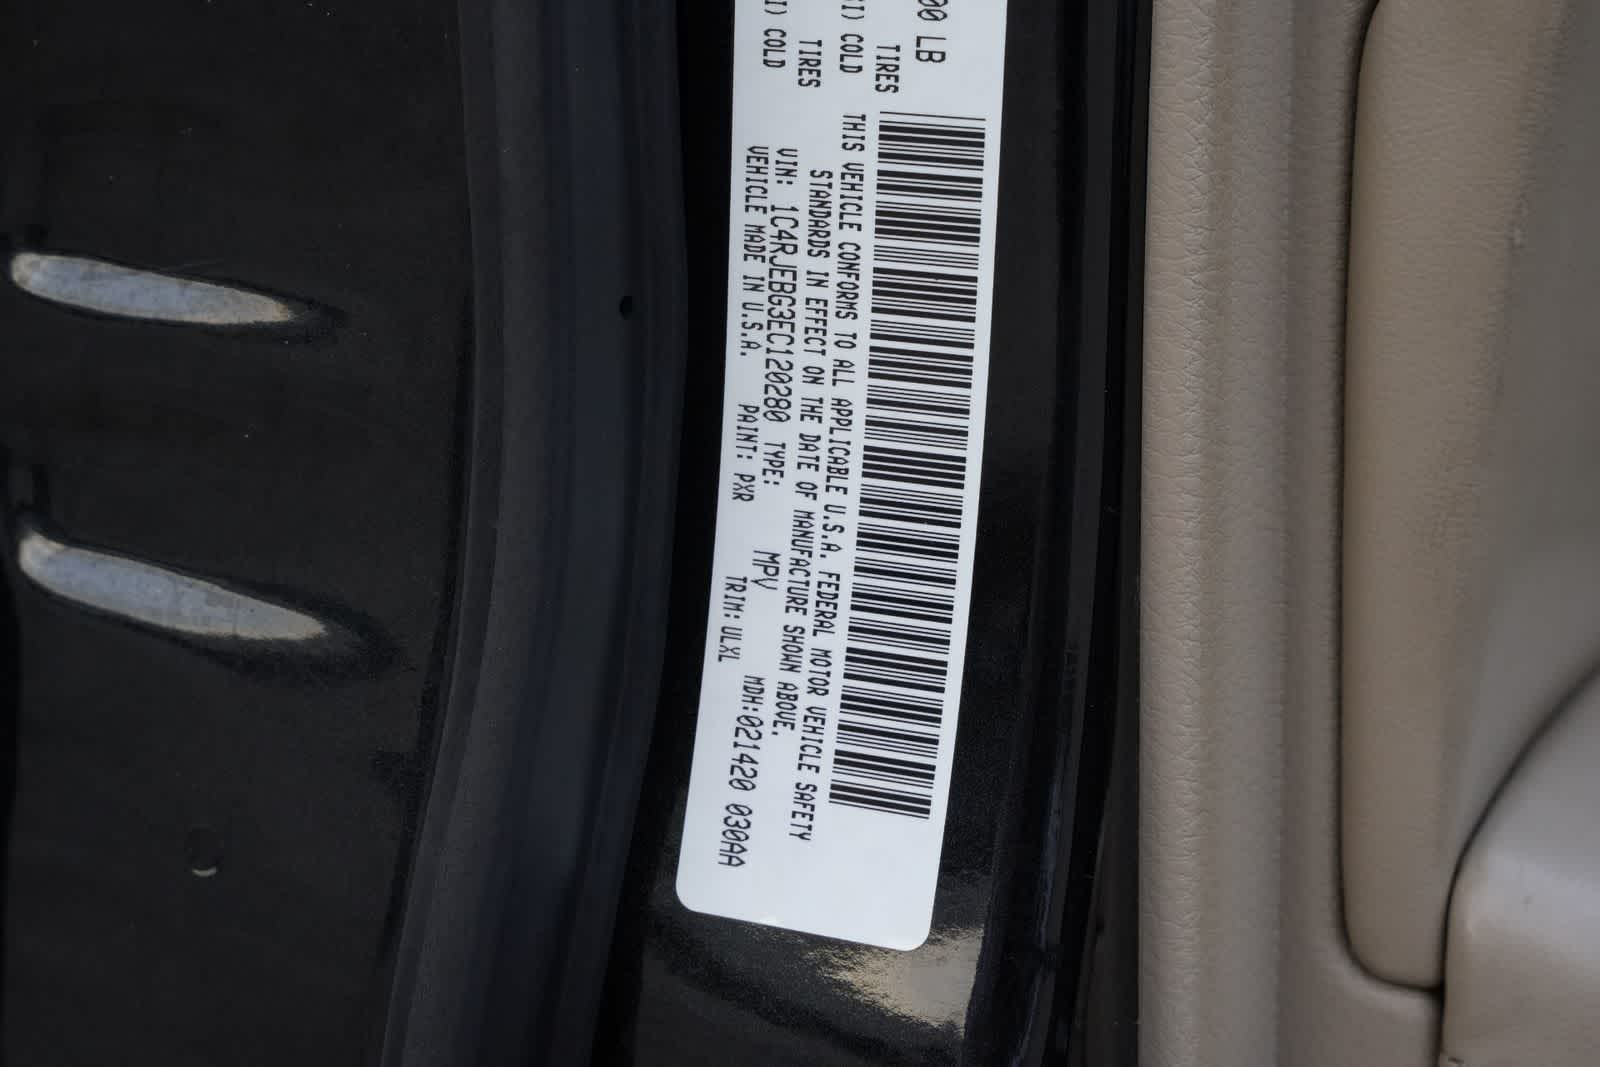 00 LB
TIRES
SI) COLD
TIRES
I) COLD
THIS VEHICLE CONFORMS TO ALL APPLICABLE U.S.A. FEDERAL MOTOR VEHICLE SAFETY
STANDARDS IN EFFECT ON THE DATE OF MANUFACTURE SHOWN ABOVE.
VIN: 1C4RJEBG3EC120280 TYPE: MPV MDH:021420 030AA
VEHICLE MADE IN U.S.A. PAINT: PXR TRIM: ULXL